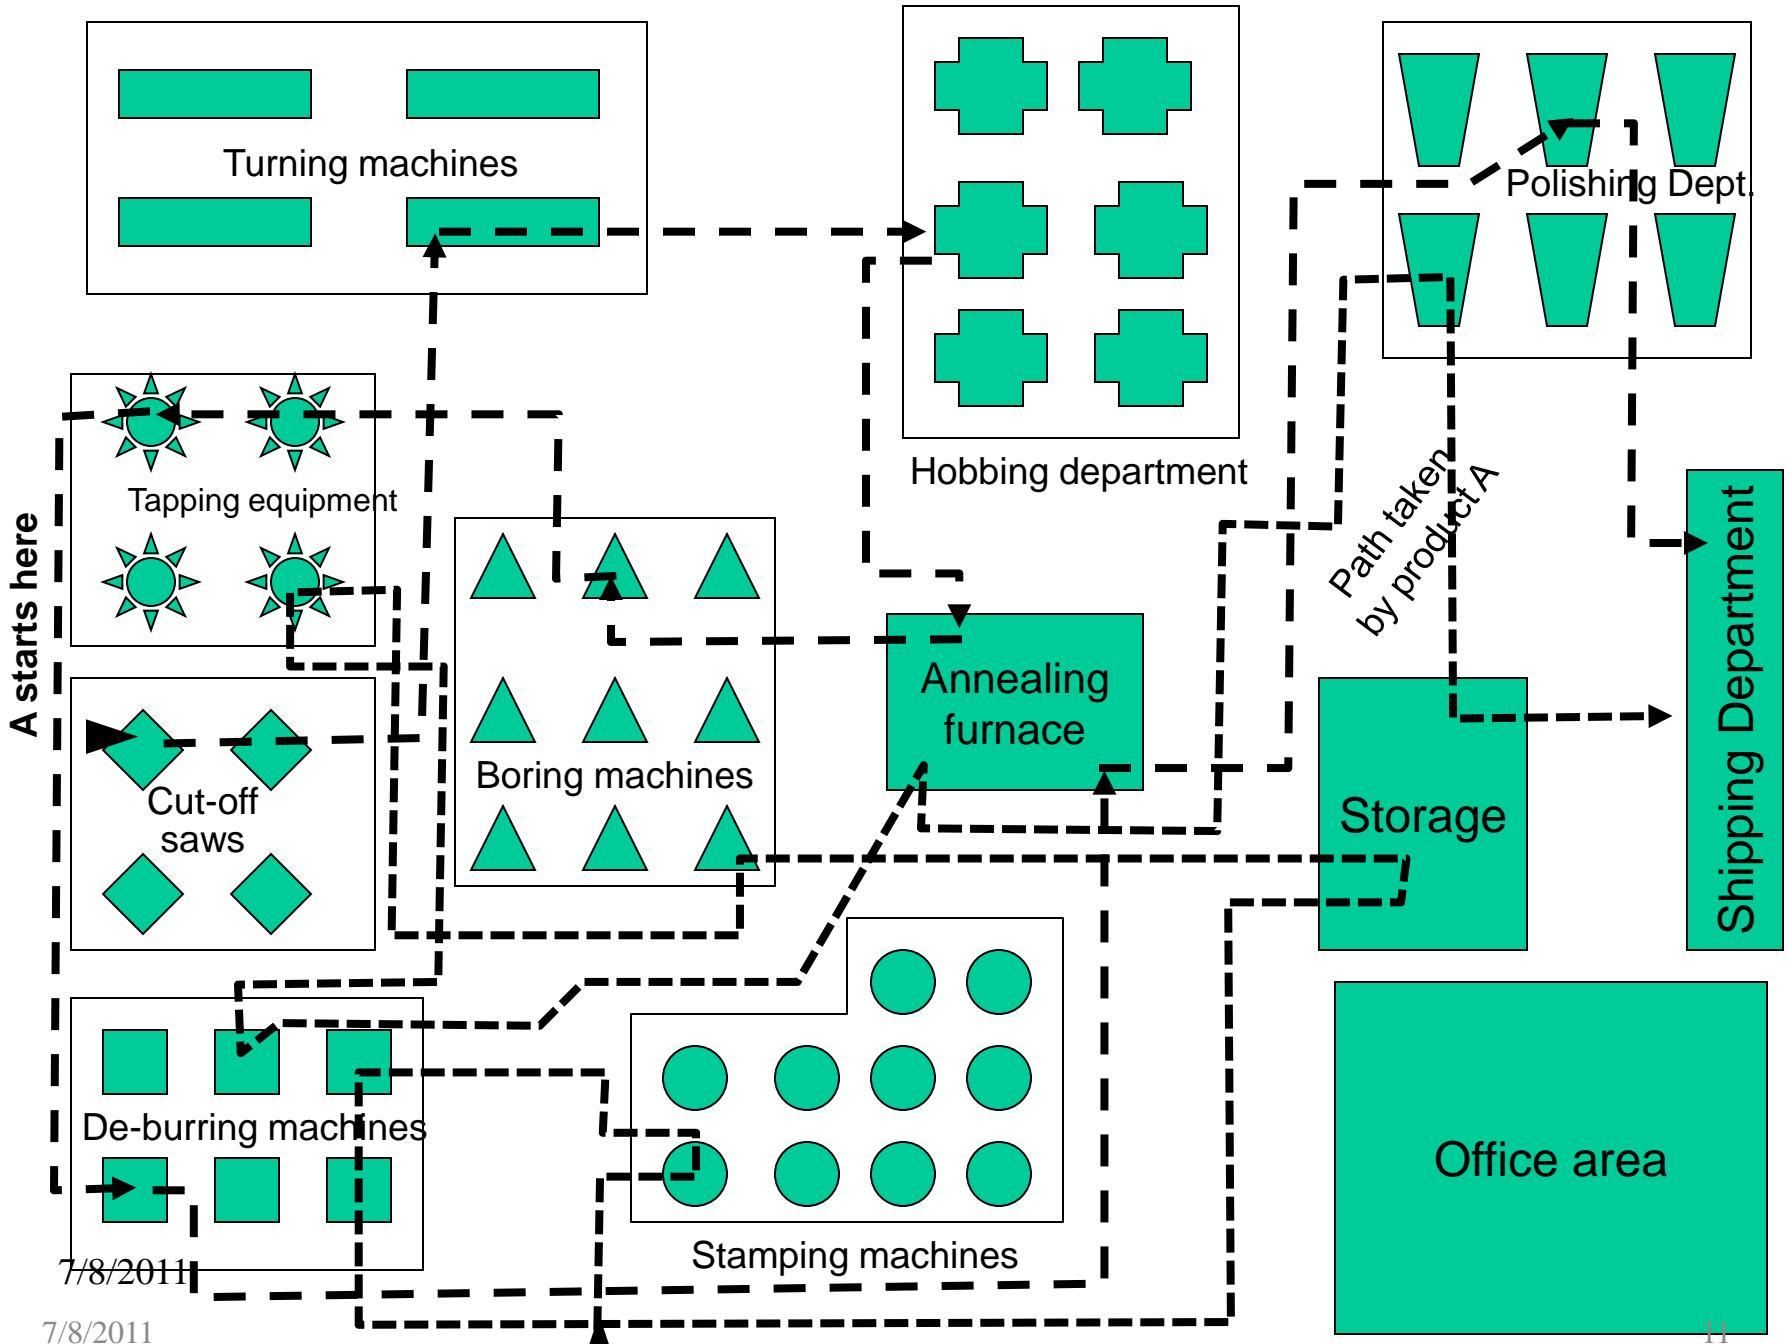 Turning machines
Polishing Dept.
Hobbing department
Tapping equipment
A starts here
Path taken
by product A
Shipping Department
Annealing
furnace
Boring machines
Cut-off
saws
Storage
De-burring machines
Office area
Stamping machines
7/8/2011
7/8/2011
11